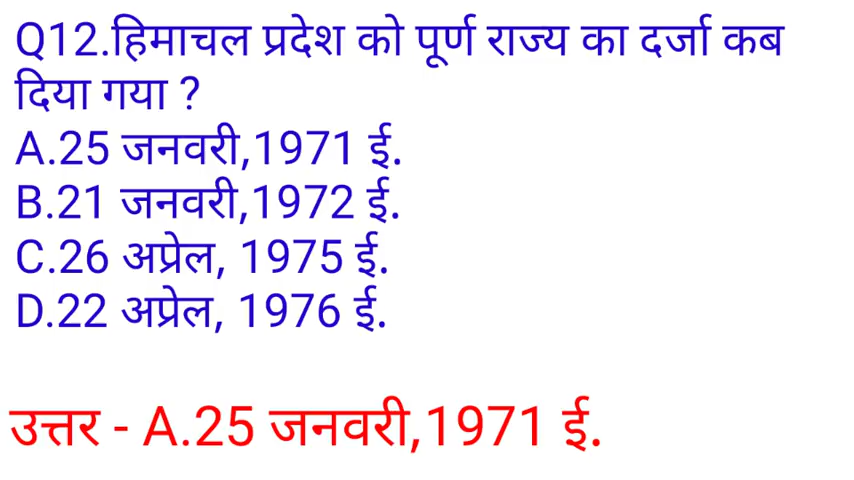 Q12.हिमाचल प्रदेश को पूर्ण राज्य का दर्जा कब
दिया गया ?
A.25 जनवरी,1971 ई.
B.21 जनवरी,1972 ई.
C.26 अप्रेल, 1975 ई.
D.22 अप्रेल, 1976 ई.
उत्तर - A.25 जनवरी,1971 ई.